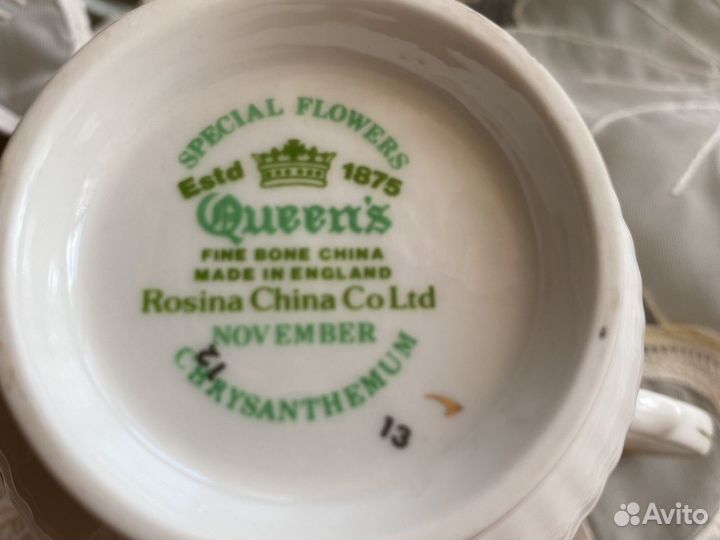 SPECIAL FLOWERS
Estd 1875
Queen's
FINE BONE CHINA
MADE IN ENGLAND
Rosina China Co Ltd
NOVEMBER
CHRYSANTHEMUM
12
13
Avito